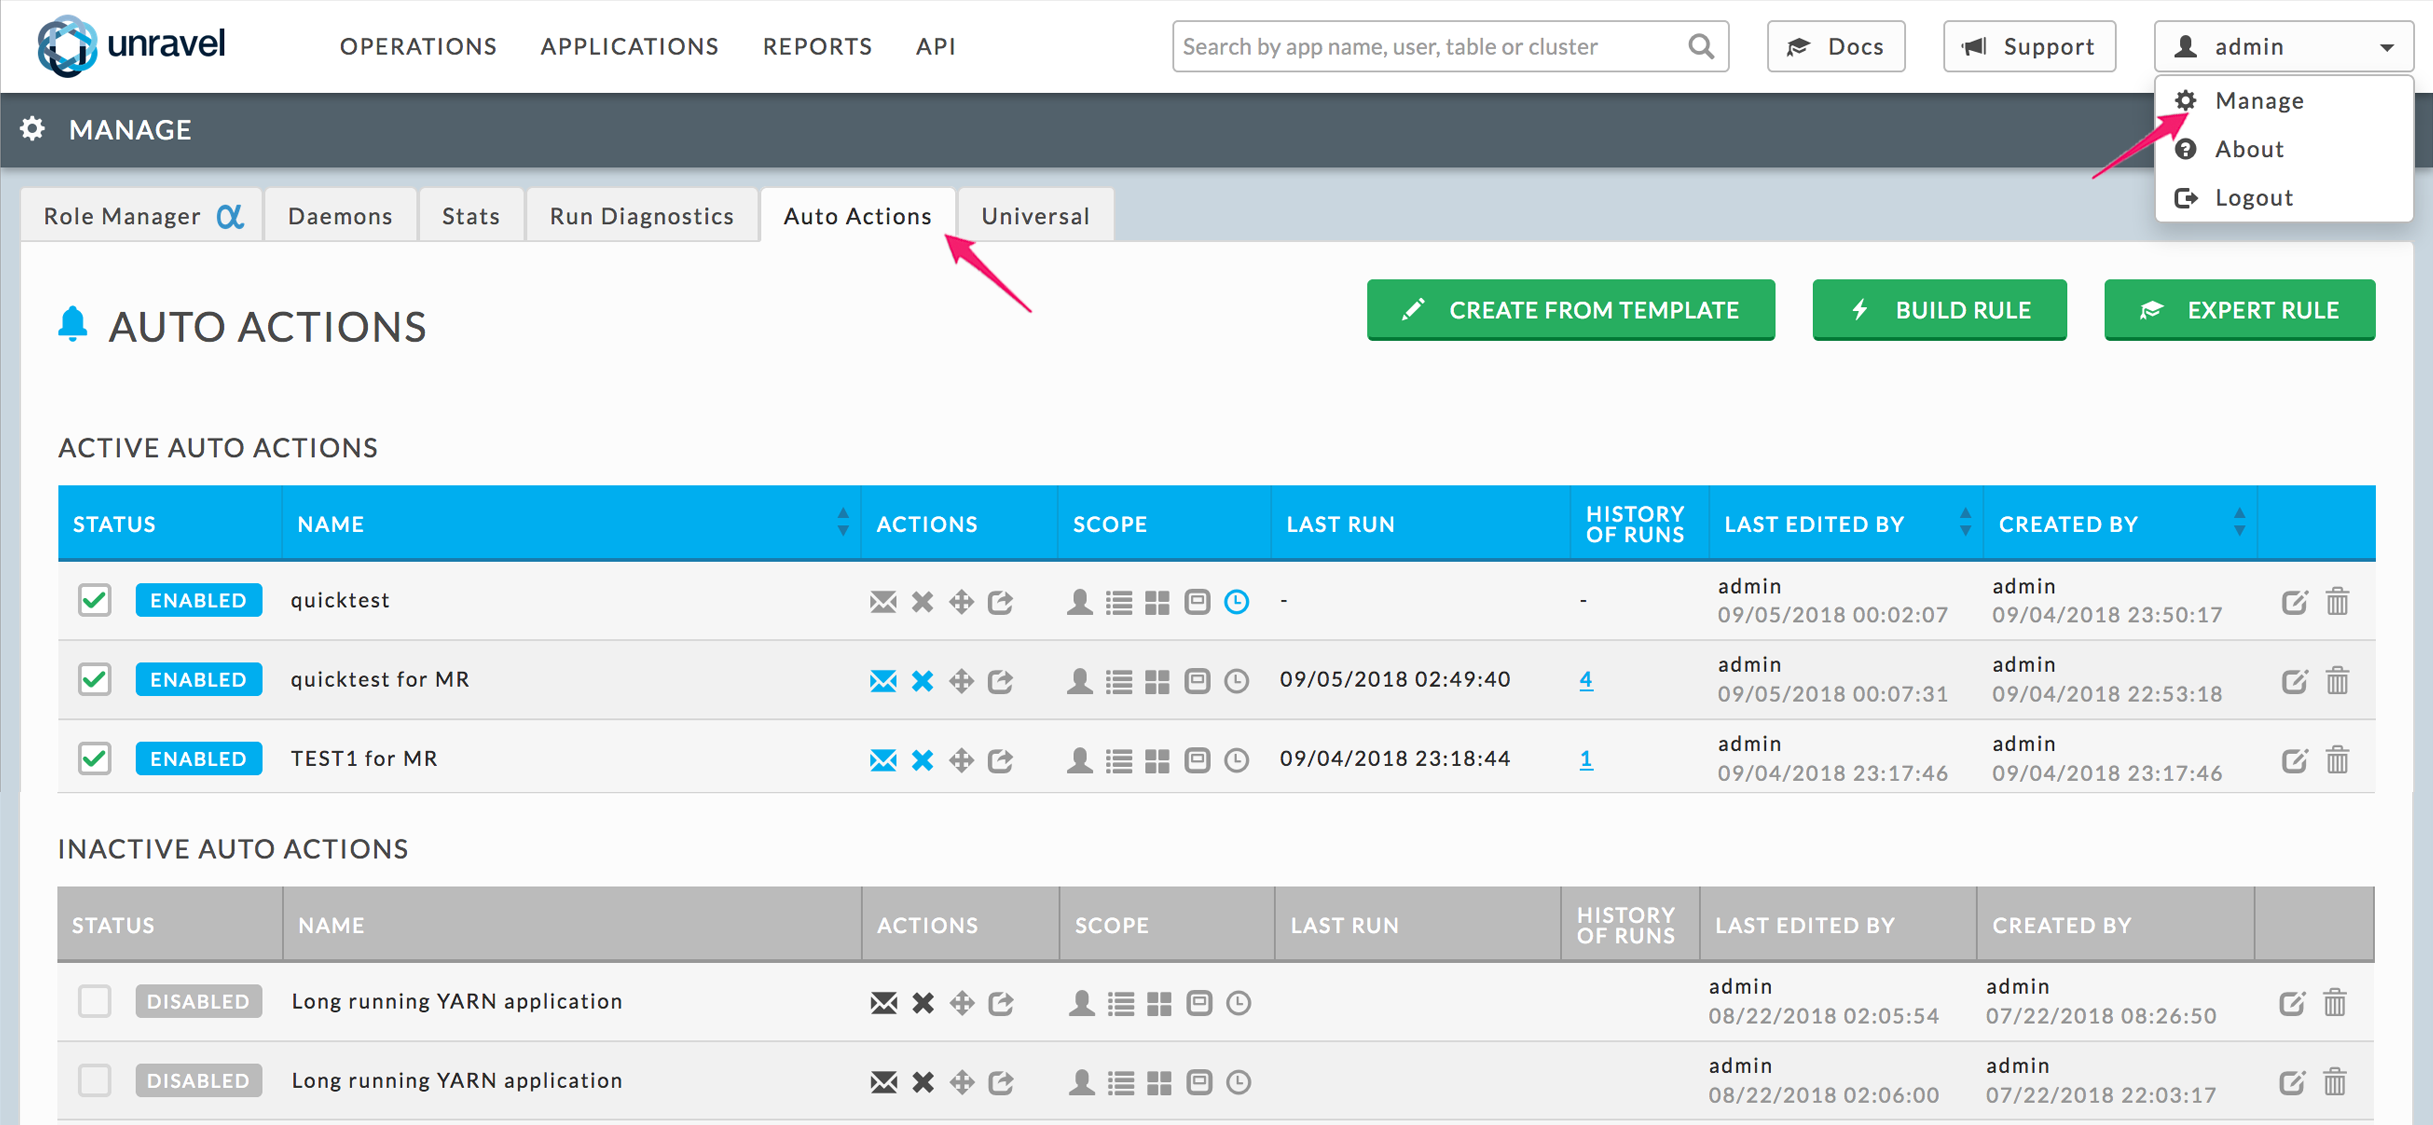 unravel OPERATIONS APPLICATIONS REPORTS API Search by app name, user, table or cluster Docs Support admin
Manage
About
Logout
MANAGE
Role Manager α Daemons Stats Run Diagnostics Auto Actions Universal
AUTO ACTIONS CREATE FROM TEMPLATE BUILD RULE EXPERT RULE
ACTIVE AUTO ACTIONS
STATUS NAME ACTIONS SCOPE LAST RUN HISTORY OF RUNS LAST EDITED BY CREATED BY
ENABLED quicktest - - admin admin
09/05/2018 00:02:07 09/04/2018 23:50:17
ENABLED quicktest for MR 09/05/2018 02:49:40 4 admin admin
09/05/2018 00:07:31 09/04/2018 22:53:18
ENABLED TEST1 for MR 09/04/2018 23:18:44 1 admin admin
09/04/2018 23:17:46 09/04/2018 23:17:46
INACTIVE AUTO ACTIONS
STATUS NAME ACTIONS SCOPE LAST RUN HISTORY OF RUNS LAST EDITED BY CREATED BY
DISABLED Long running YARN application admin admin
08/22/2018 02:05:54 07/22/2018 08:26:50
DISABLED Long running YARN application admin admin
08/22/2018 02:06:00 07/22/2018 22:03:17